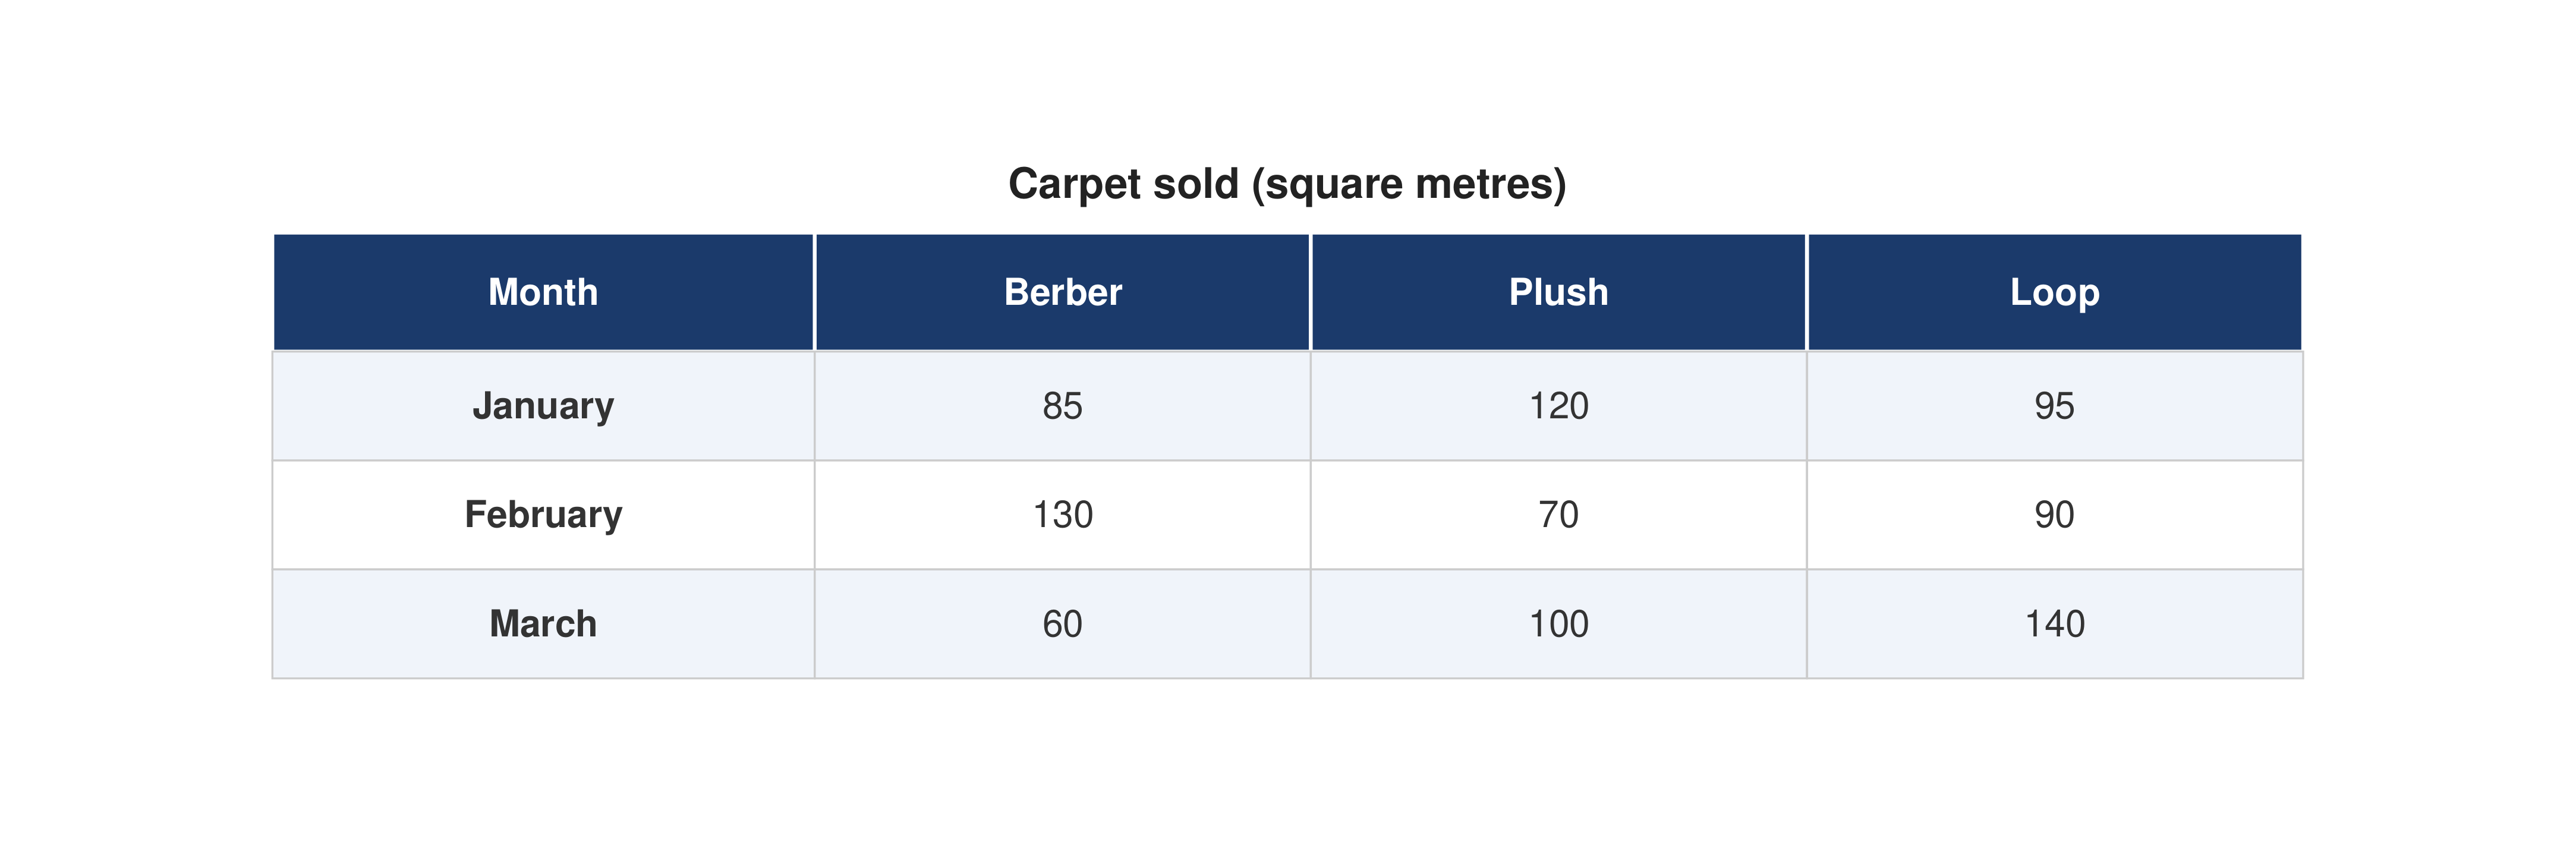 Carpet sold (square metres)
Month Berber Plush Loop
January 85 120 95
February 130 70 90
March 60 100 140